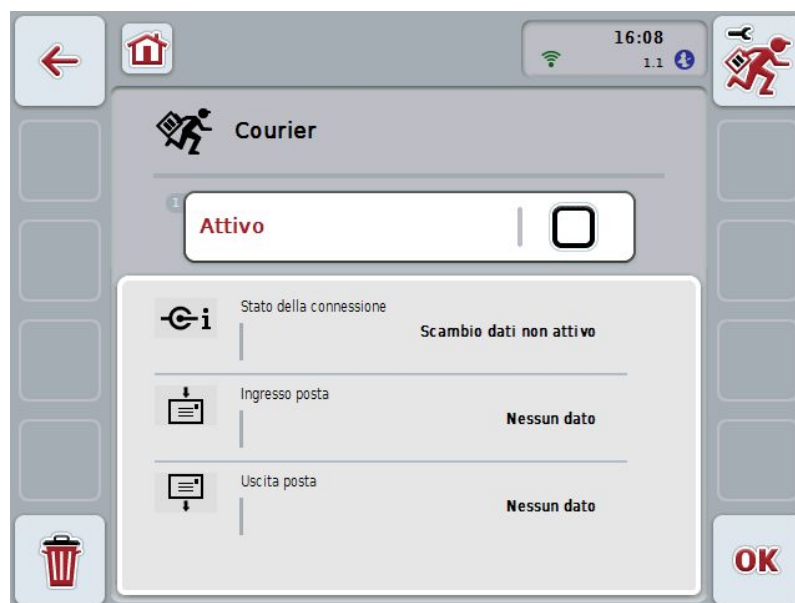 16:08
1.1
Courier
1
Attivo
Stato della connessione
Scambio dati non attivo
Ingresso posta
Nessun dato
Uscita posta
Nessun dato
OK